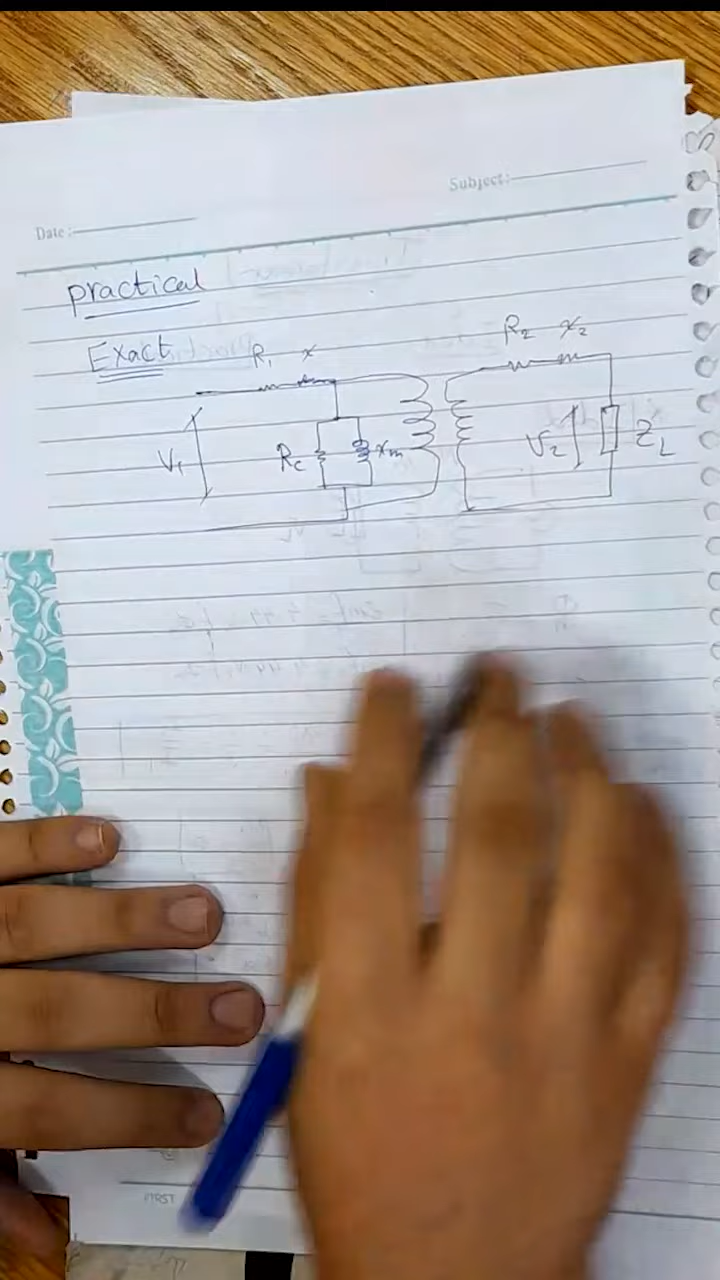 Subject:
Date:
practical
Exact
R₁ x
R₂ x₂
V₁ Rc xm V₂ ZL
FIRST